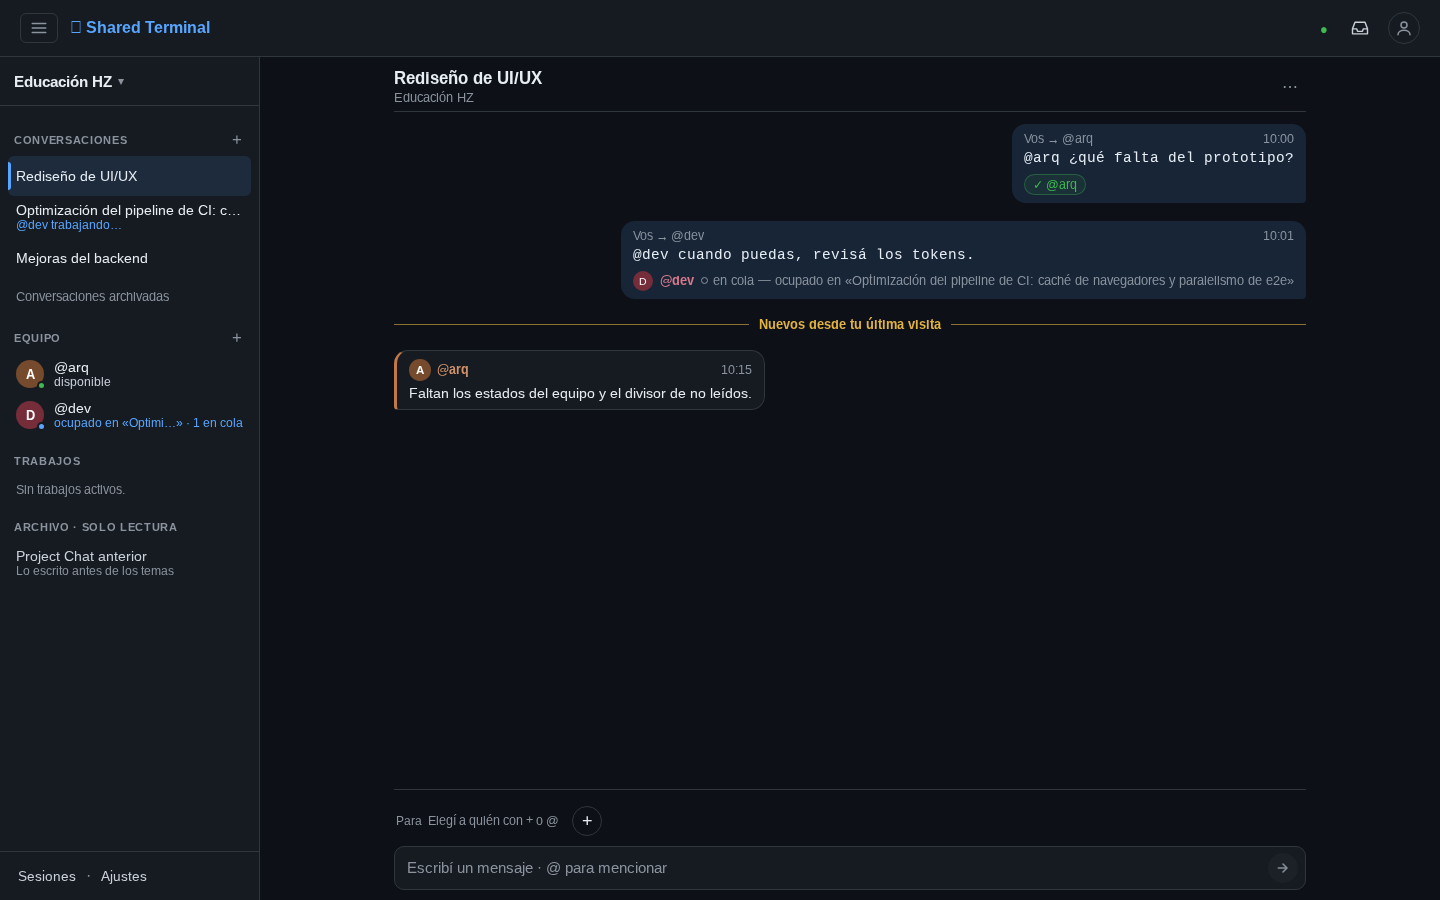 Shared Terminal
Educación HZ ▾
CONVERSACIONES +
Rediseño de UI/UX
Optimización del pipeline de CI: c…
@dev trabajando…
Mejoras del backend
Conversaciones archivadas
EQUIPO +
A @arq
disponible
D @dev
ocupado en «Optimi…» · 1 en cola
TRABAJOS
Sin trabajos activos.
ARCHIVO · SOLO LECTURA
Project Chat anterior
Lo escrito antes de los temas
Sesiones · Ajustes
Rediseño de UI/UX
Educación HZ
…
Vos → @arq 10:00
@arq ¿qué falta del prototipo?
✓ @arq
Vos → @dev 10:01
@dev cuando puedas, revisá los tokens.
D @dev ○ en cola — ocupado en «Optimización del pipeline de CI: caché de navegadores y paralelismo de e2e»
Nuevos desde tu última visita
A @arq 10:15
Faltan los estados del equipo y el divisor de no leídos.
Para Elegí a quién con + o @ +
Escribí un mensaje · @ para mencionar